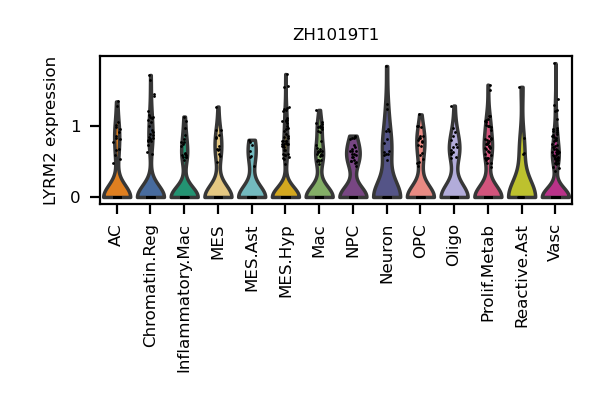 ZH1019T1
LYRM2 expression
1
0
AC
Chromatin.Reg
Inflammatory.Mac
MES
MES.Ast
MES.Hyp
Mac
NPC
Neuron
OPC
Oligo
Prolif.Metab
Reactive.Ast
Vasc